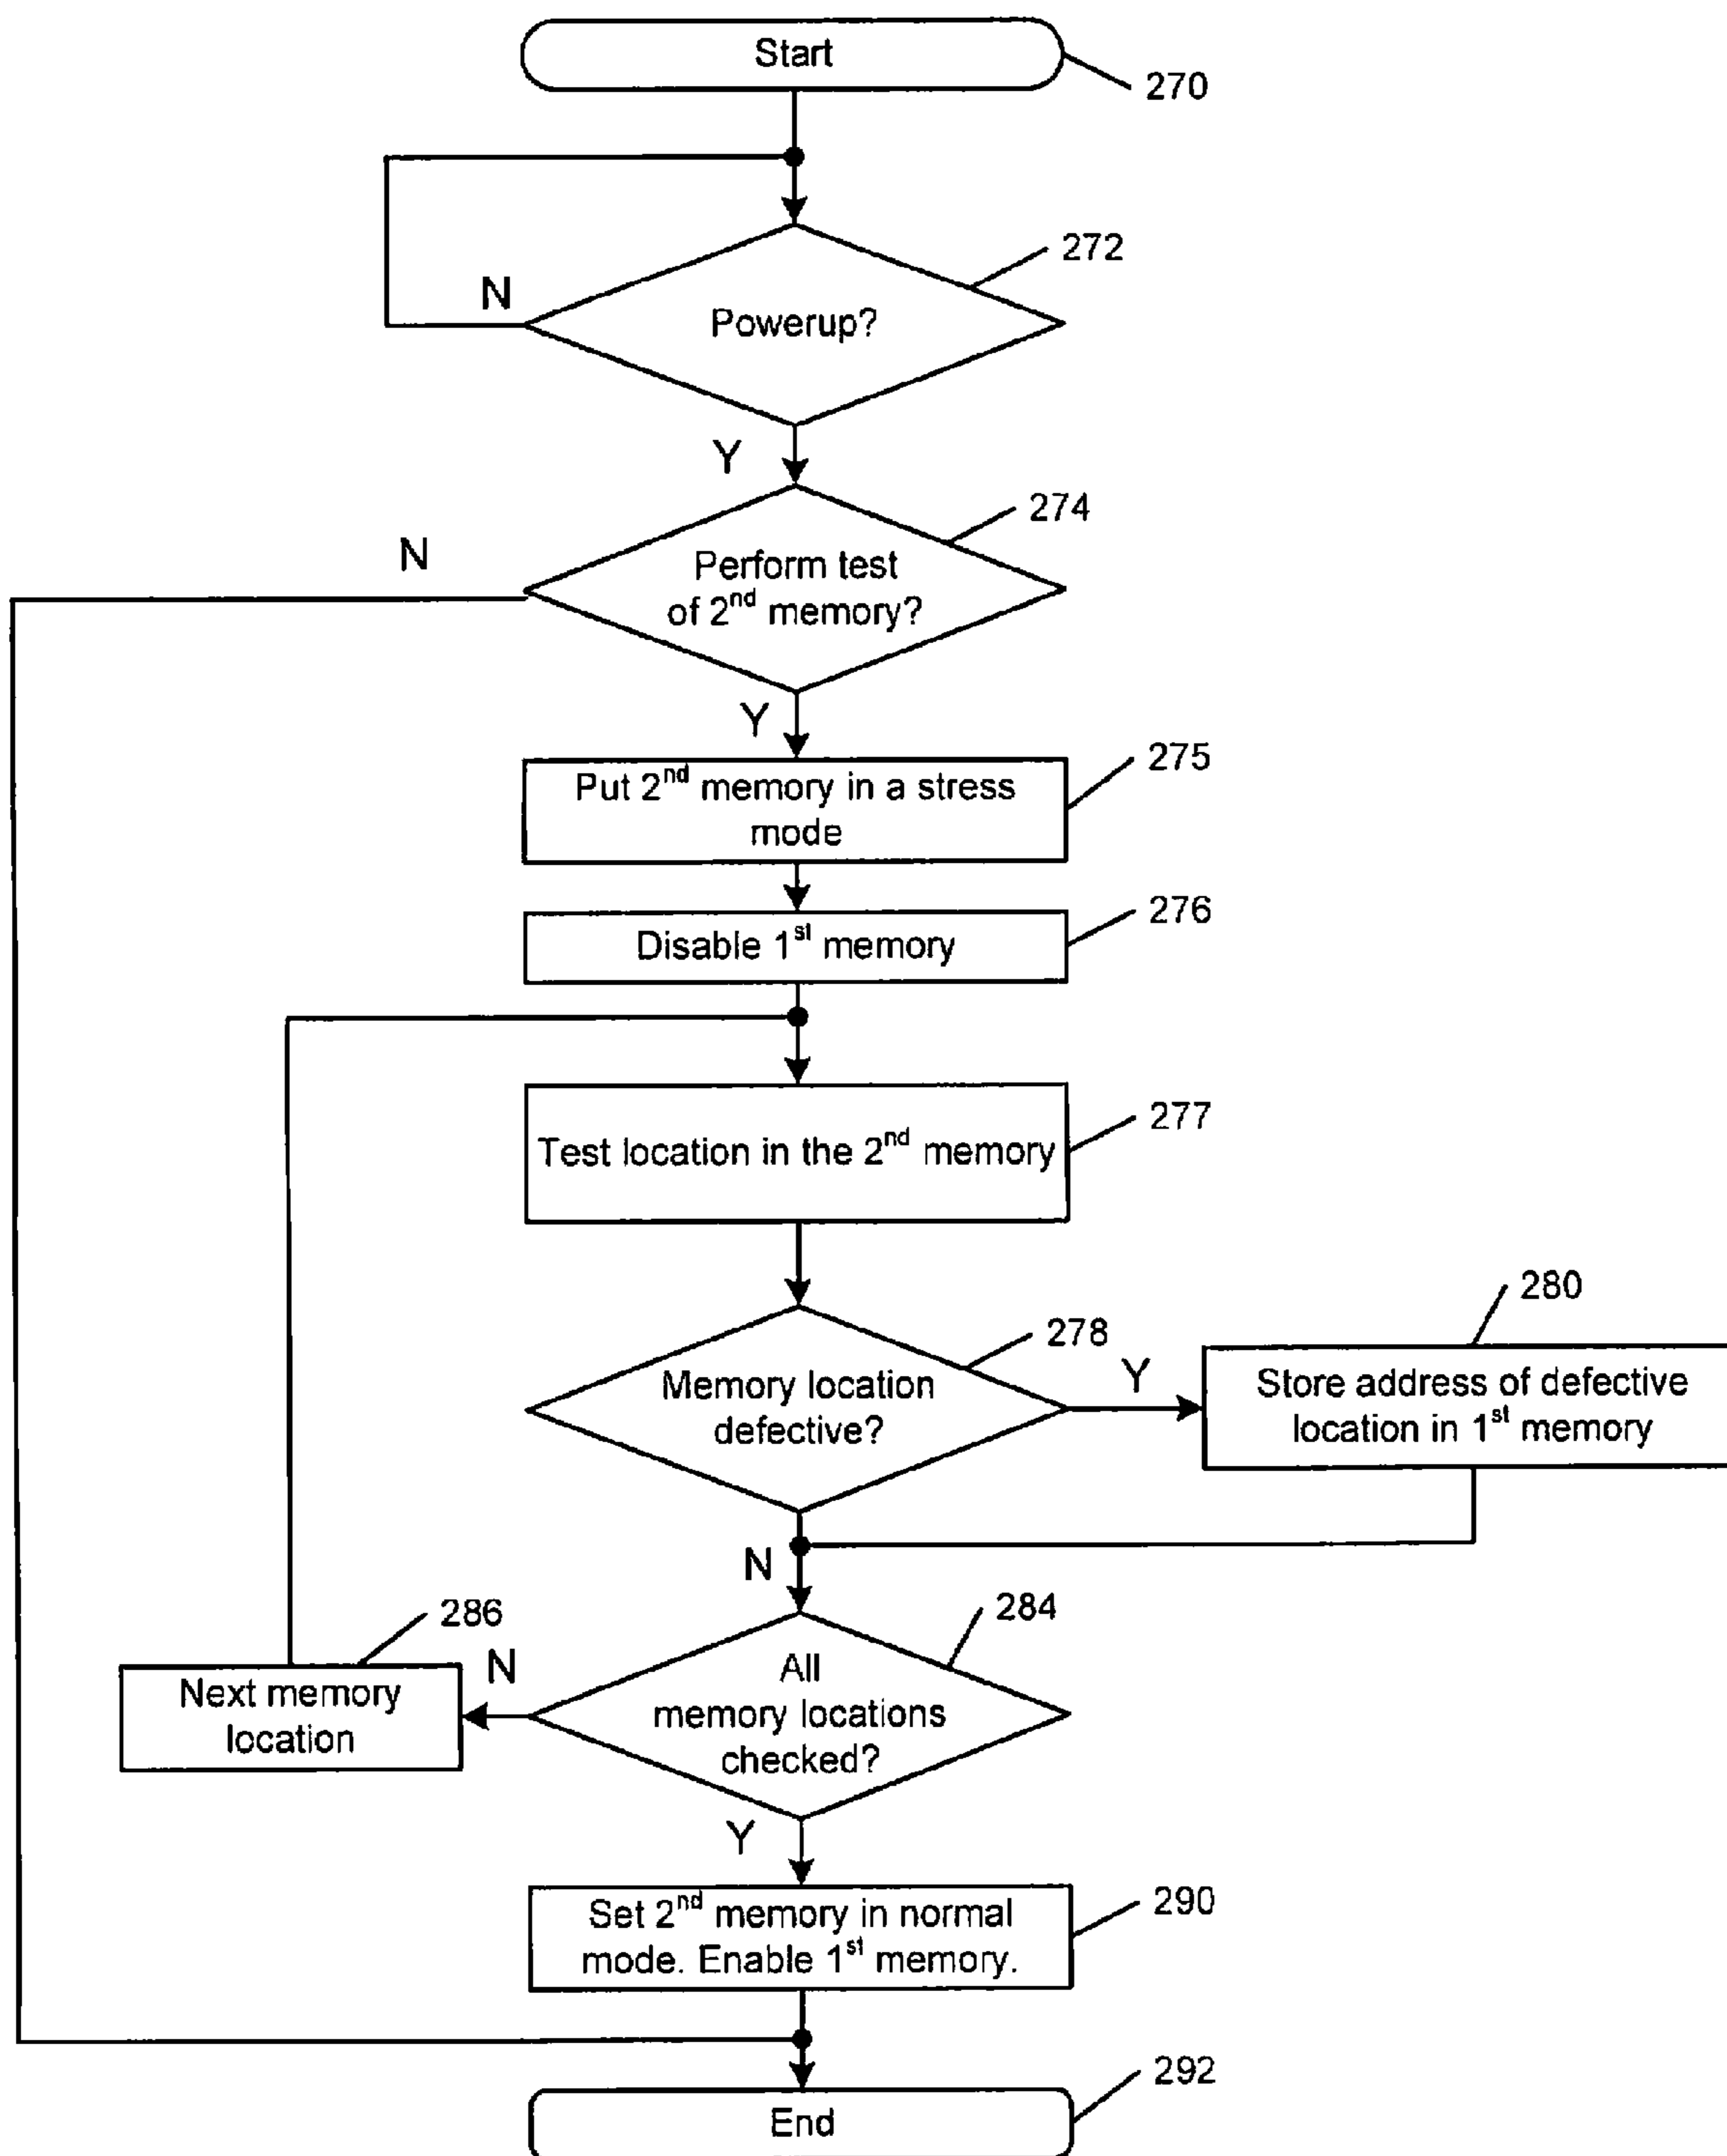 Start
270
272
N
Powerup?
Y
274
N
Perform test
of 2nd memory?
Y
275
Put 2nd memory in a stress
mode
276
Disable 1st memory
277
Test location in the 2nd memory
280
278
Memory location
defective?
Y
Store address of defective
location in 1st memory
N
286
284
N
Next memory
location
All
memory locations
checked?
Y
290
Set 2nd memory in normal
mode. Enable 1st memory.
292
End